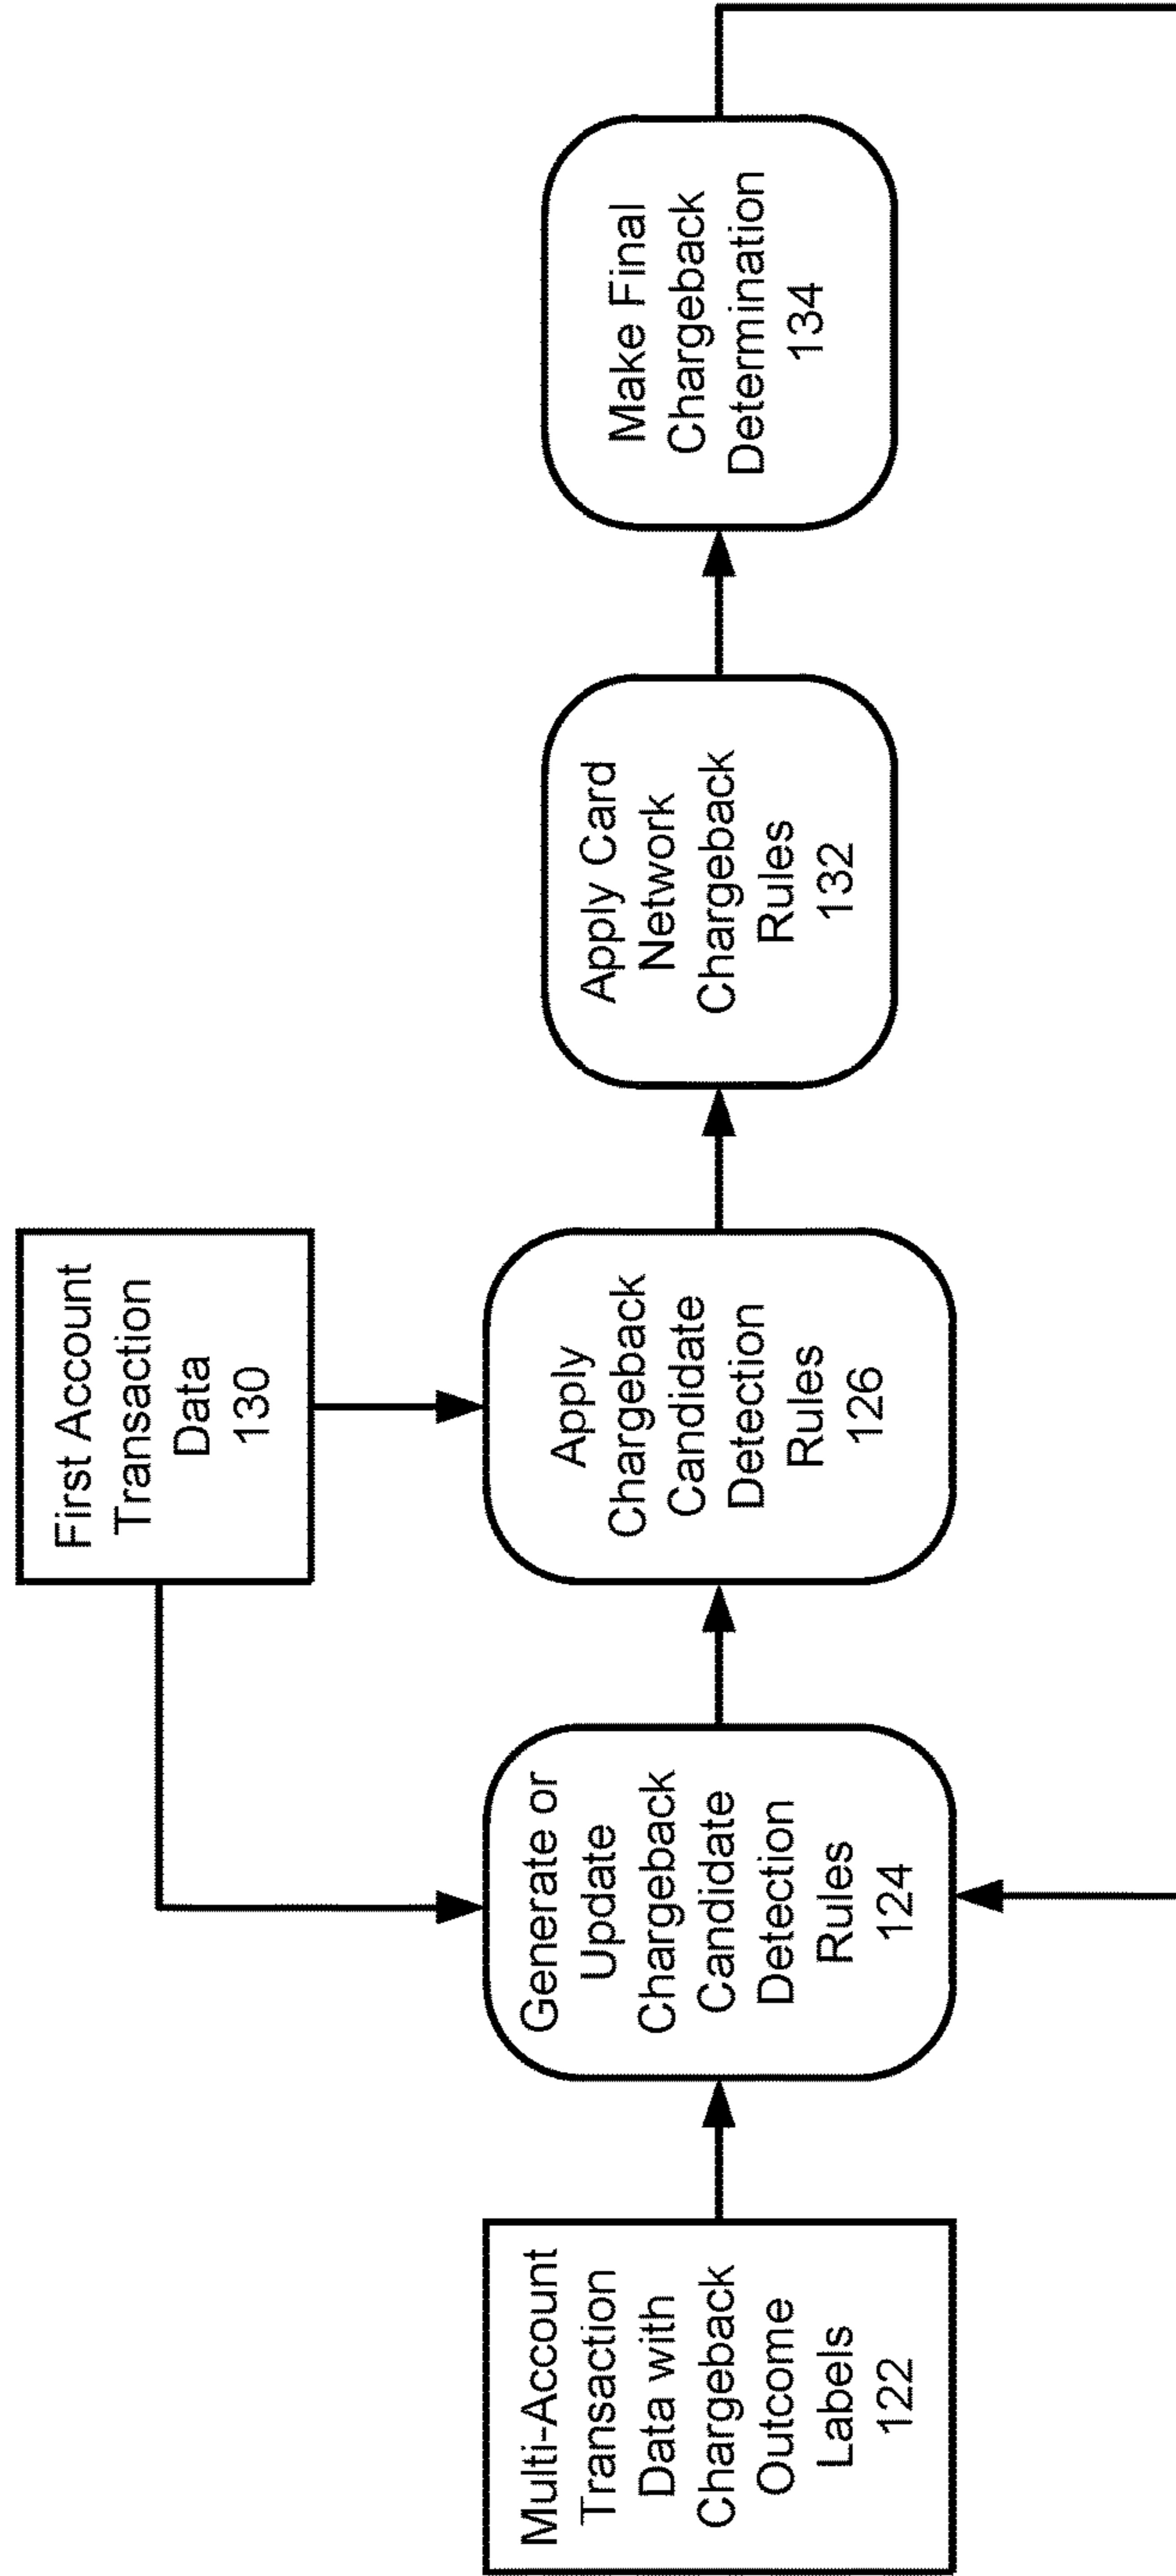 First Account
Transaction
Data
130
Multi-Account
Transaction
Data with
Chargeback
Outcome
Labels
122
Generate or
Update
Chargeback
Candidate
Detection
Rules
124
Apply
Chargeback
Candidate
Detection
Rules
126
Apply Card
Network
Chargeback
Rules
132
Make Final
Chargeback
Determination
134